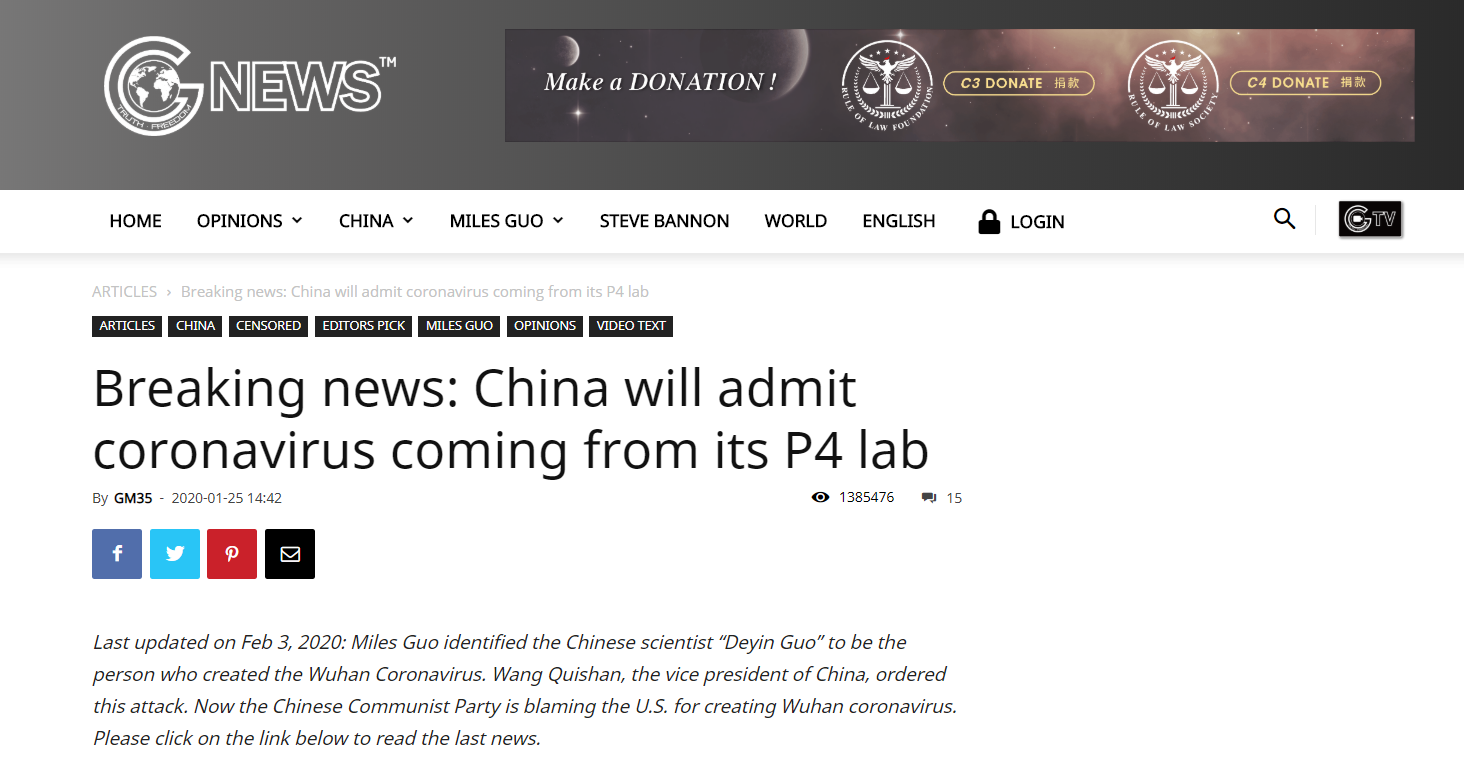 G NEWS™
TRUTH · FREEDOM
Make a DONATION !
RULE OF LAW FOUNDATION
C3 DONATE 捐款
RULE OF LAW SOCIETY
C4 DONATE 捐款
HOME OPINIONS CHINA MILES GUO STEVE BANNON WORLD ENGLISH LOGIN G TV
ARTICLES › Breaking news: China will admit coronavirus coming from its P4 lab
ARTICLES CHINA CENSORED EDITORS PICK MILES GUO OPINIONS VIDEO TEXT
Breaking news: China will admit
coronavirus coming from its P4 lab
By GM35 - 2020-01-25 14:42 1385476 15
Last updated on Feb 3, 2020: Miles Guo identified the Chinese scientist “Deyin Guo” to be the
person who created the Wuhan Coronavirus. Wang Quishan, the vice president of China, ordered
this attack. Now the Chinese Communist Party is blaming the U.S. for creating Wuhan coronavirus.
Please click on the link below to read the last news.